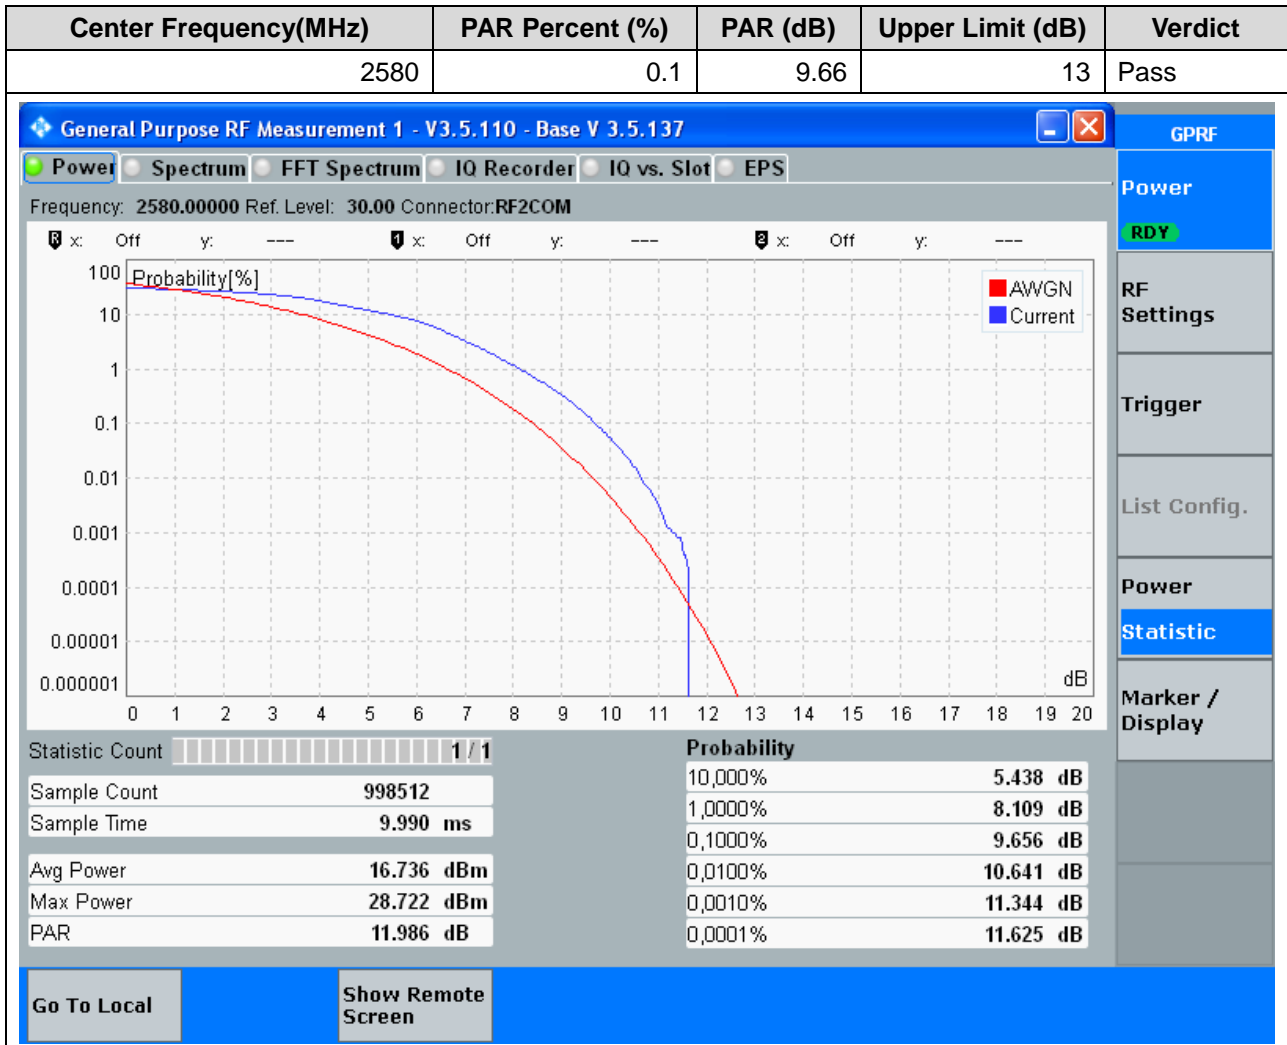 Center Frequency(MHz) PAR Percent (%) PAR (dB) Upper Limit (dB) Verdict
2580 0.1 9.66 13 Pass
General Purpose RF Measurement 1 - V3.5.110 - Base V 3.5.137
GPRF
Power Spectrum FFT Spectrum IQ Recorder IQ vs. Slot EPS
Power
RDY
Frequency: 2580.00000 Ref. Level: 30.00 Connector:RF2COM
R x: Off y: --- 1 x: Off y: --- 2 x: Off y: ---
Probability[%]
AWGN
Current
100
10
1
0.1
0.01
0.001
0.0001
0.00001
0.000001
dB
0 1 2 3 4 5 6 7 8 9 10 11 12 13 14 15 16 17 18 19 20
RF
Settings
Trigger
List Config.
Power
Statistic
Marker /
Display
Statistic Count 1 / 1
Sample Count 998512
Sample Time 9.990 ms
Avg Power 16.736 dBm
Max Power 28.722 dBm
PAR 11.986 dB
Probability
10,000% 5.438 dB
1,0000% 8.109 dB
0,1000% 9.656 dB
0,0100% 10.641 dB
0,0010% 11.344 dB
0,0001% 11.625 dB
Go To Local
Show Remote
Screen